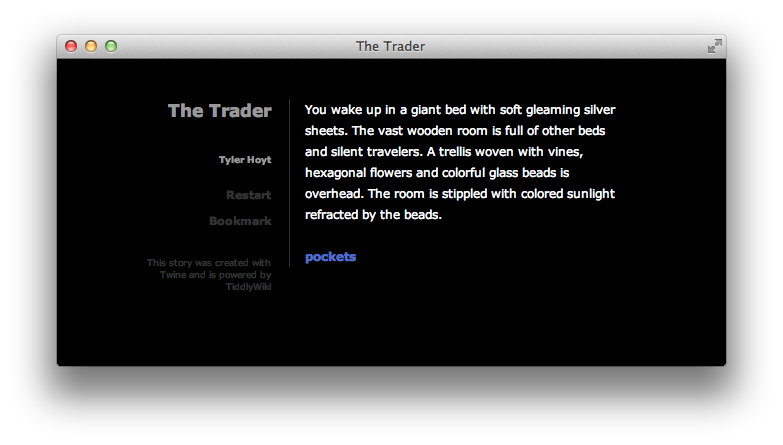 The Trader
The Trader
Tyler Hoyt
Restart
Bookmark
This story was created with
Twine and is powered by
TiddlyWiki
You wake up in a giant bed with soft gleaming silver
sheets. The vast wooden room is full of other beds
and silent travelers. A trellis woven with vines,
hexagonal flowers and colorful glass beads is
overhead. The room is stippled with colored sunlight
refracted by the beads.
pockets